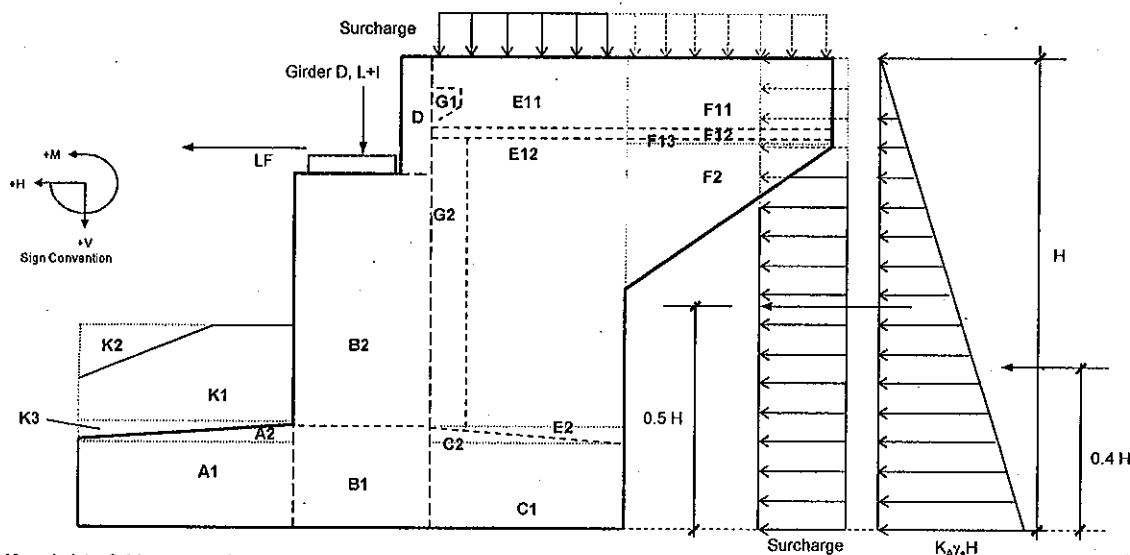 Surcharge
Girder D, L+I
G1
E11
F11
D
E12
F12
F13
LF
+M
+H
+V
Sign Convention
F2
G2
H
K2
B2
K1
0.5 H
K3
A2
E2
C2
0.4 H
A1
B1
C1
Surcharge
KAγsH